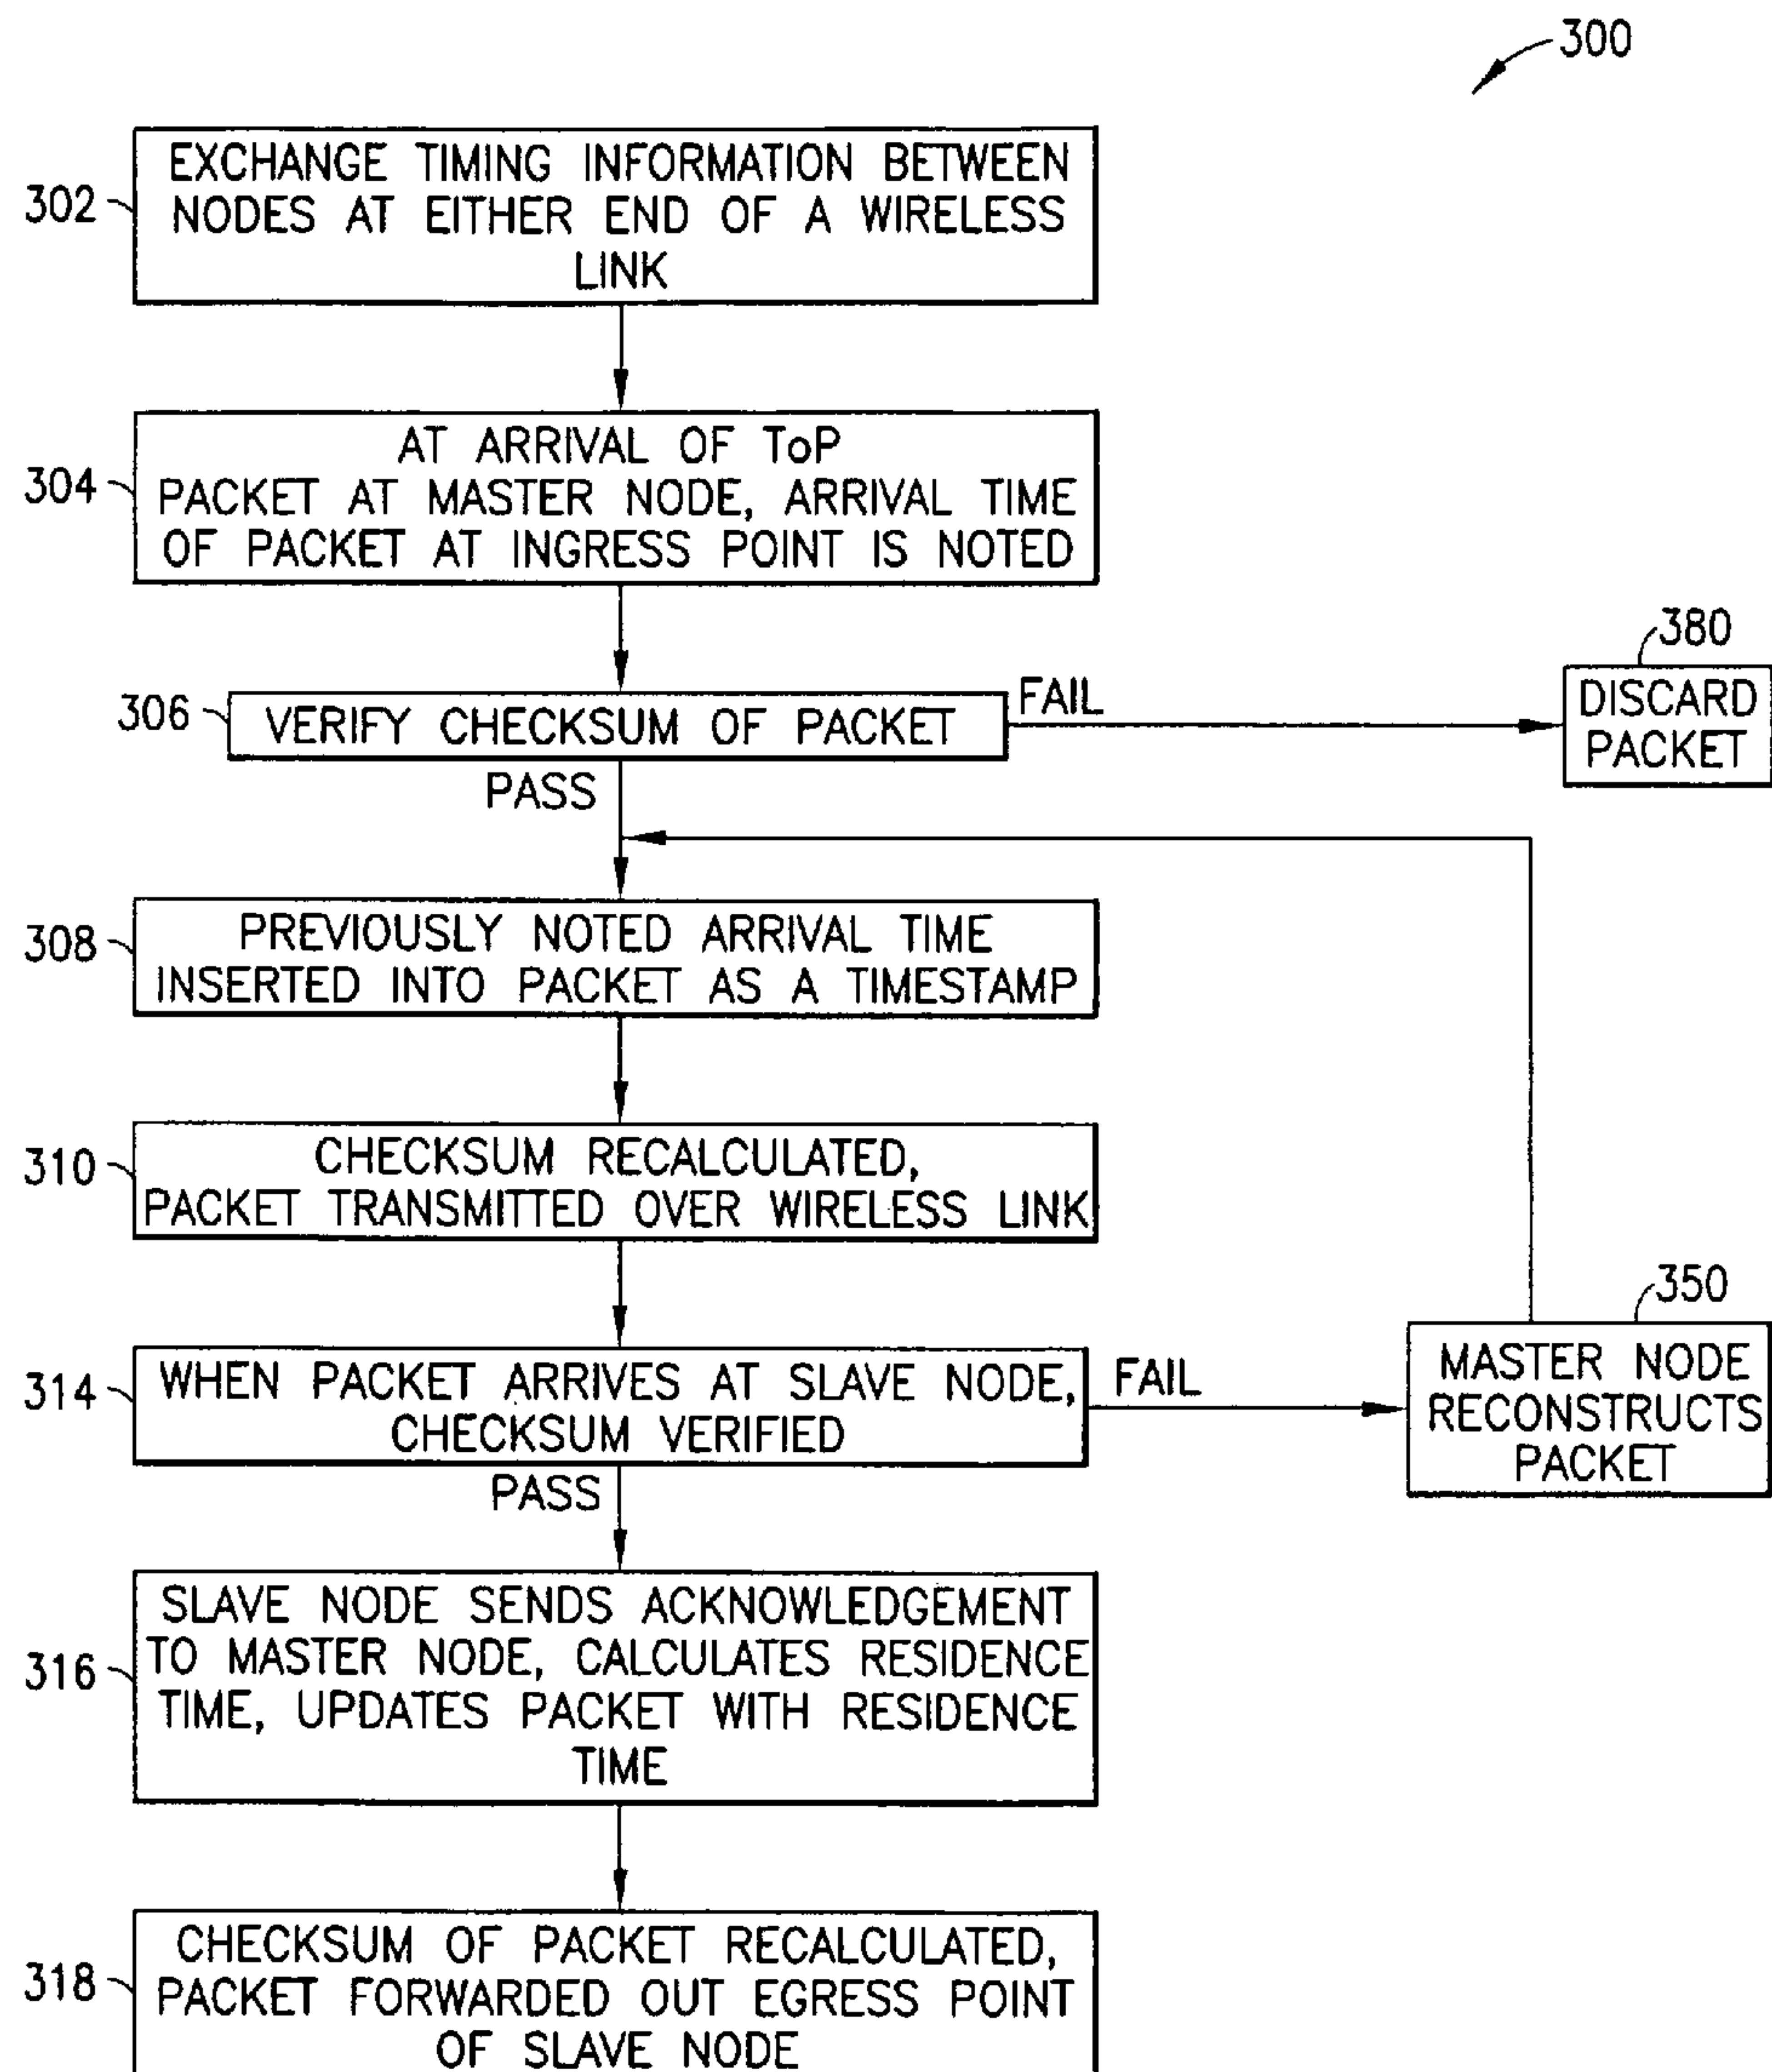 300
302
EXCHANGE TIMING INFORMATION BETWEEN
NODES AT EITHER END OF A WIRELESS
LINK
304
AT ARRIVAL OF ToP
PACKET AT MASTER NODE, ARRIVAL TIME
OF PACKET AT INGRESS POINT IS NOTED
306
VERIFY CHECKSUM OF PACKET
FAIL
380
DISCARD
PACKET
PASS
308
PREVIOUSLY NOTED ARRIVAL TIME
INSERTED INTO PACKET AS A TIMESTAMP
310
CHECKSUM RECALCULATED,
PACKET TRANSMITTED OVER WIRELESS LINK
314
WHEN PACKET ARRIVES AT SLAVE NODE,
CHECKSUM VERIFIED
FAIL
350
MASTER NODE
RECONSTRUCTS
PACKET
PASS
316
SLAVE NODE SENDS ACKNOWLEDGEMENT
TO MASTER NODE, CALCULATES RESIDENCE
TIME, UPDATES PACKET WITH RESIDENCE
TIME
318
CHECKSUM OF PACKET RECALCULATED,
PACKET FORWARDED OUT EGRESS POINT
OF SLAVE NODE